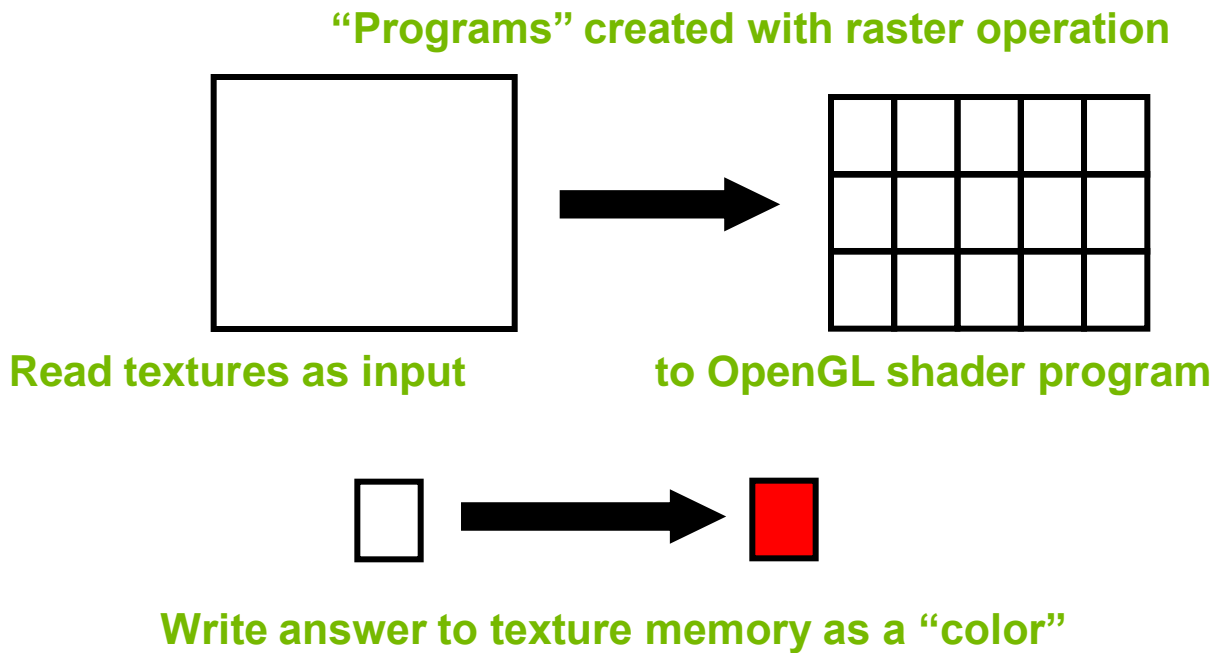 “Programs” created with raster operation
Read textures as input
to OpenGL shader program
Write answer to texture memory as a “color”